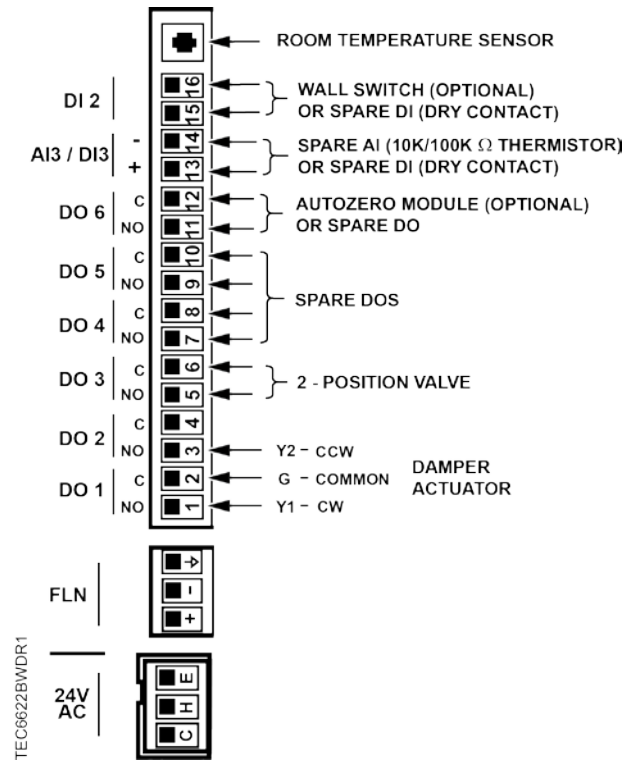 ROOM TEMPERATURE SENSOR
DI 2
16
15
WALL SWITCH (OPTIONAL)
OR SPARE DI (DRY CONTACT)
AI3 / DI3
-
+
14
13
SPARE AI (10K/100K Ω THERMISTOR)
OR SPARE DI (DRY CONTACT)
DO 6
C
NO
12
11
AUTOZERO MODULE (OPTIONAL)
OR SPARE DO
DO 5
C
NO
10
9
DO 4
C
NO
8
7
SPARE DOS
DO 3
C
NO
6
5
2 - POSITION VALVE
DO 2
C
NO
4
3
Y2 - CCW
DO 1
C
NO
2
1
G - COMMON
Y1 - CW
DAMPER
ACTUATOR
FLN
-
+
24V
AC
E
H
C
TEC6622BWDR1